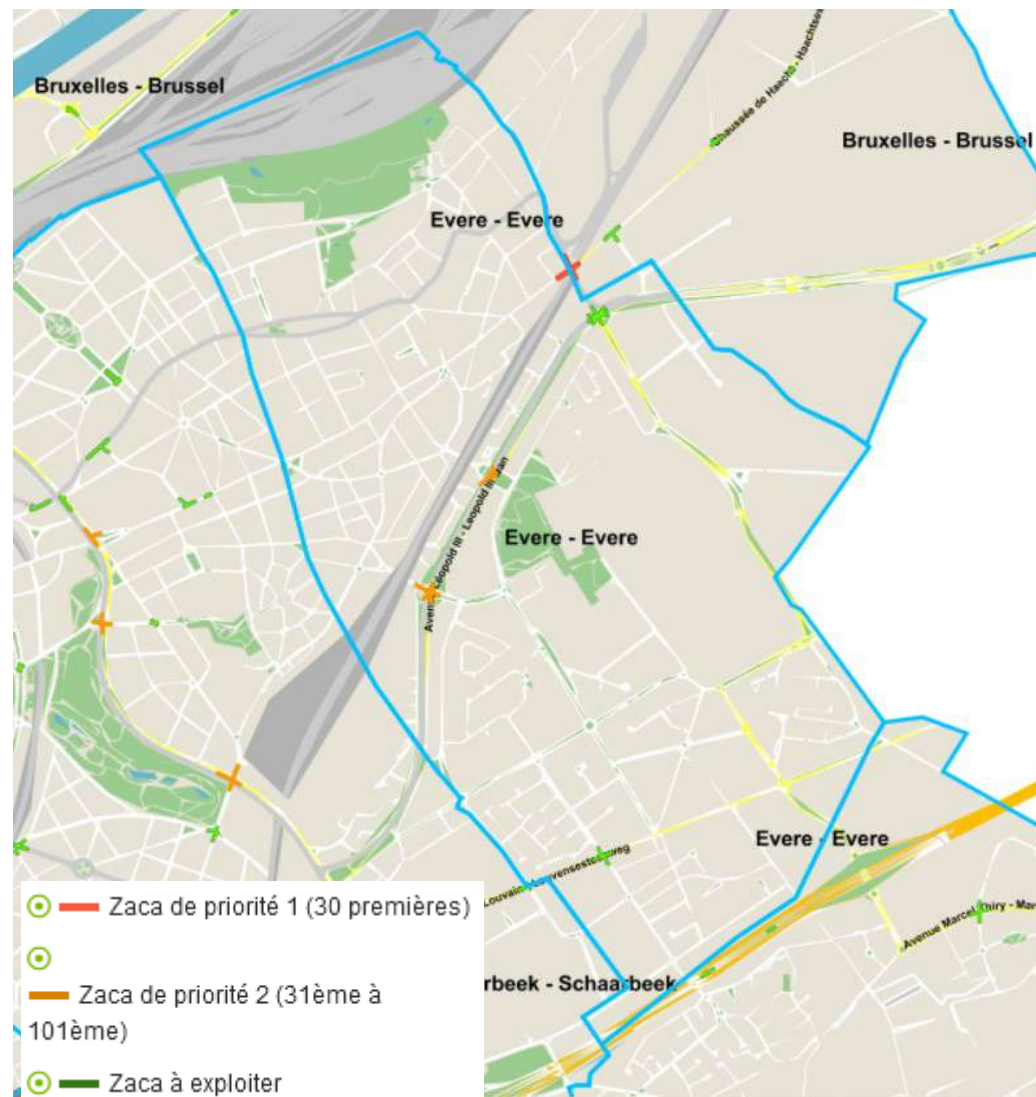 Bruxelles - Brussel
Chaussée de Haecht - Haachtses
Bruxelles - Brussel
Evere - Evere
Avenue Léopold III - Leopold III-laan
Evere - Evere
Evere - Evere
Louvain - Leuvensesteenweg
Avenue Marcel Thiry - Mar
rbeek - Schaarbeek
Zaca de priorité 1 (30 premières)
Zaca de priorité 2 (31ème à
101ème)
Zaca à exploiter